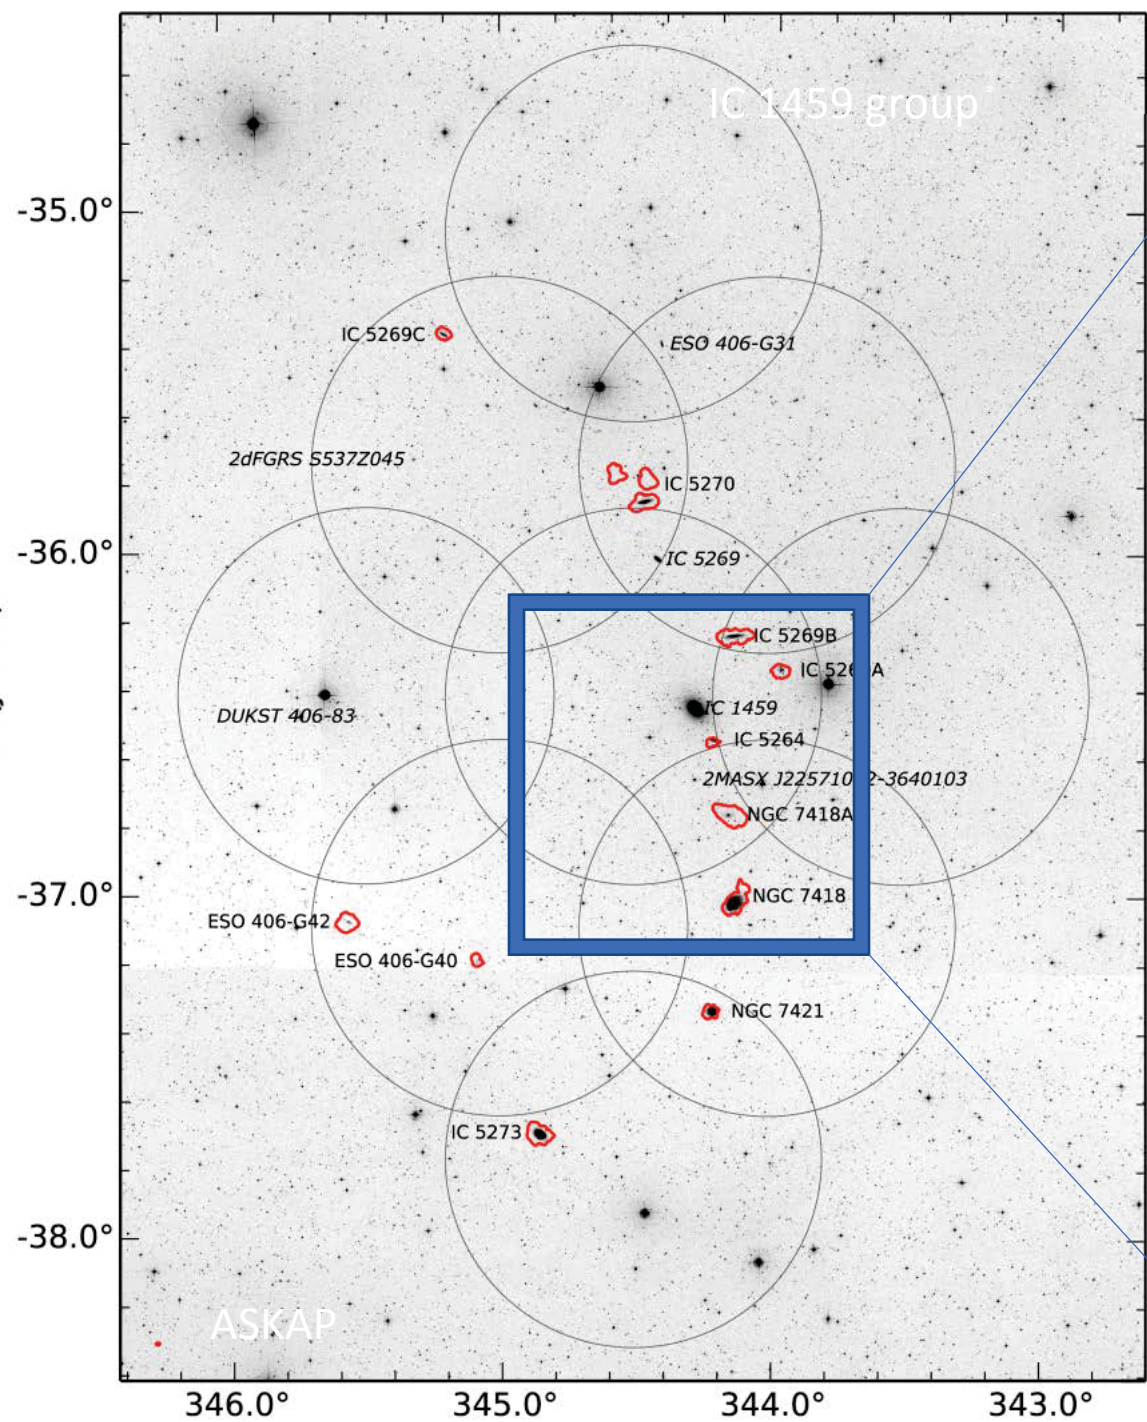 IC 1459 group
-35.0°
IC 5269C
ESO 406-G31
2dFGRS S537Z045
IC 5270
-36.0°
IC 5269
IC 5269B
IC 1459
DUKST 406-83
IC 5264
NGC 7418A
-37.0°
NGC 7418
ESO 406-G42
ESO 406-G40
NGC 7421
IC 5273
-38.0°
ASKAP
346.0° 345.0° 344.0° 343.0°